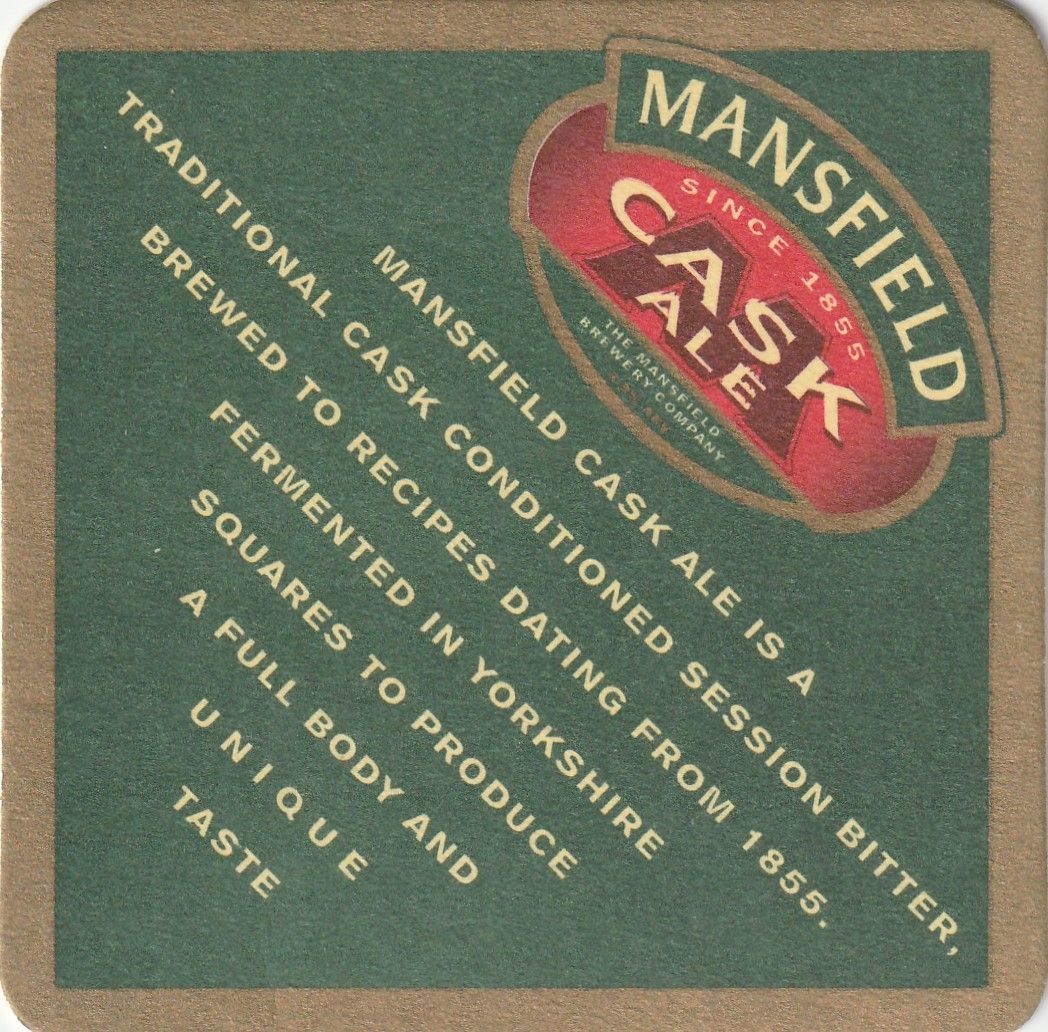 MANSFIELD
SINCE 1855
CASK
ALE
THE MANSFIELD
BREWERY COMPANY
MANSFIELD CASK ALE IS A
TRADITIONAL CASK CONDITIONED SESSION BITTER,
BREWED TO RECIPES DATING FROM 1855.
FERMENTED IN YORKSHIRE
SQUARES TO PRODUCE
A FULL BODY AND
UNIQUE
TASTE